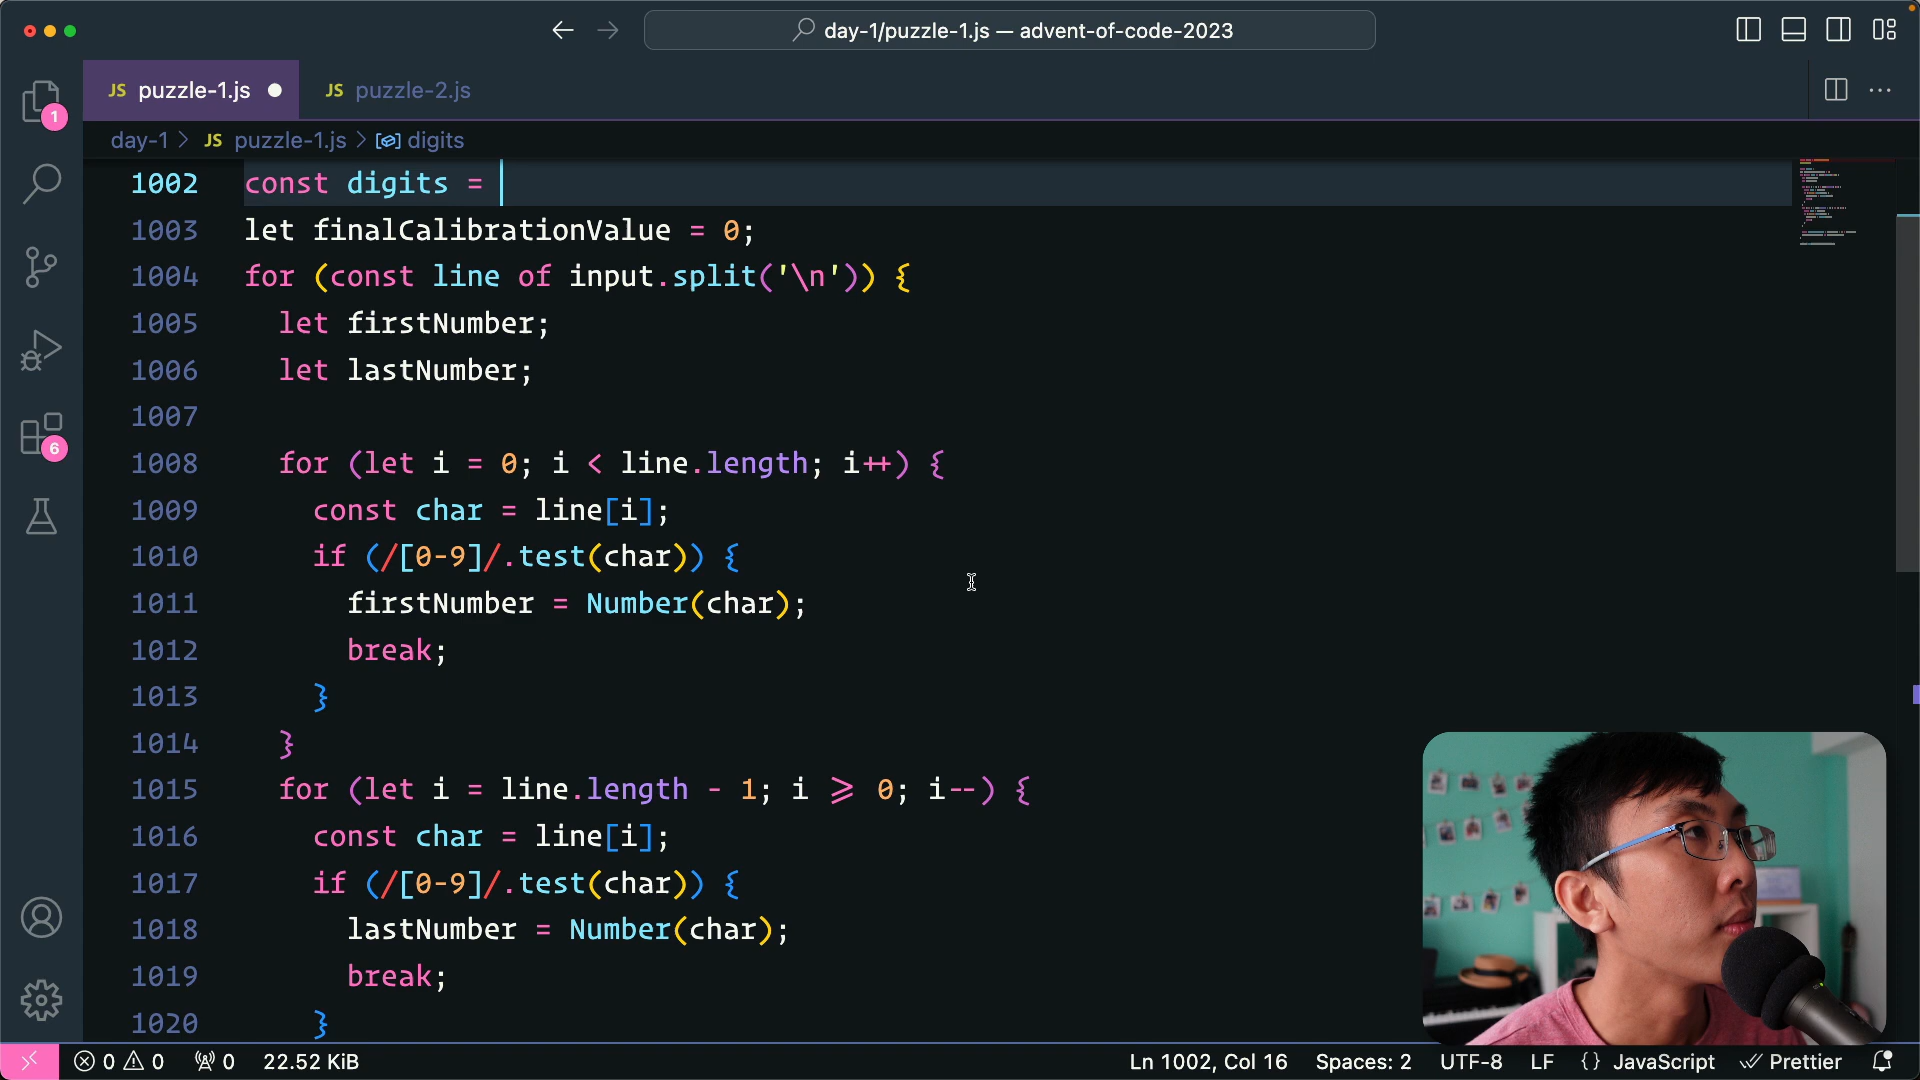 day-1/puzzle-1.js — advent-of-code-2023
JS puzzle-1.js
JS puzzle-2.js
1
6
day-1 > JS puzzle-1.js > digits
1002 const digits =
1003 let finalCalibrationValue = 0;
1004 for (const line of input.split('\n')) {
1005 let firstNumber;
1006 let lastNumber;
1007
1008 for (let i = 0; i < line.length; i++) {
1009 const char = line[i];
1010 if (/[0-9]/.test(char)) {
1011 firstNumber = Number(char);
1012 break;
1013 }
1014 }
1015 for (let i = line.length - 1; i >= 0; i--) {
1016 const char = line[i];
1017 if (/[0-9]/.test(char)) {
1018 lastNumber = Number(char);
1019 break;
1020 }
0 0 0 22.52 KiB Ln 1002, Col 16 Spaces: 2 UTF-8 LF {} JavaScript Prettier